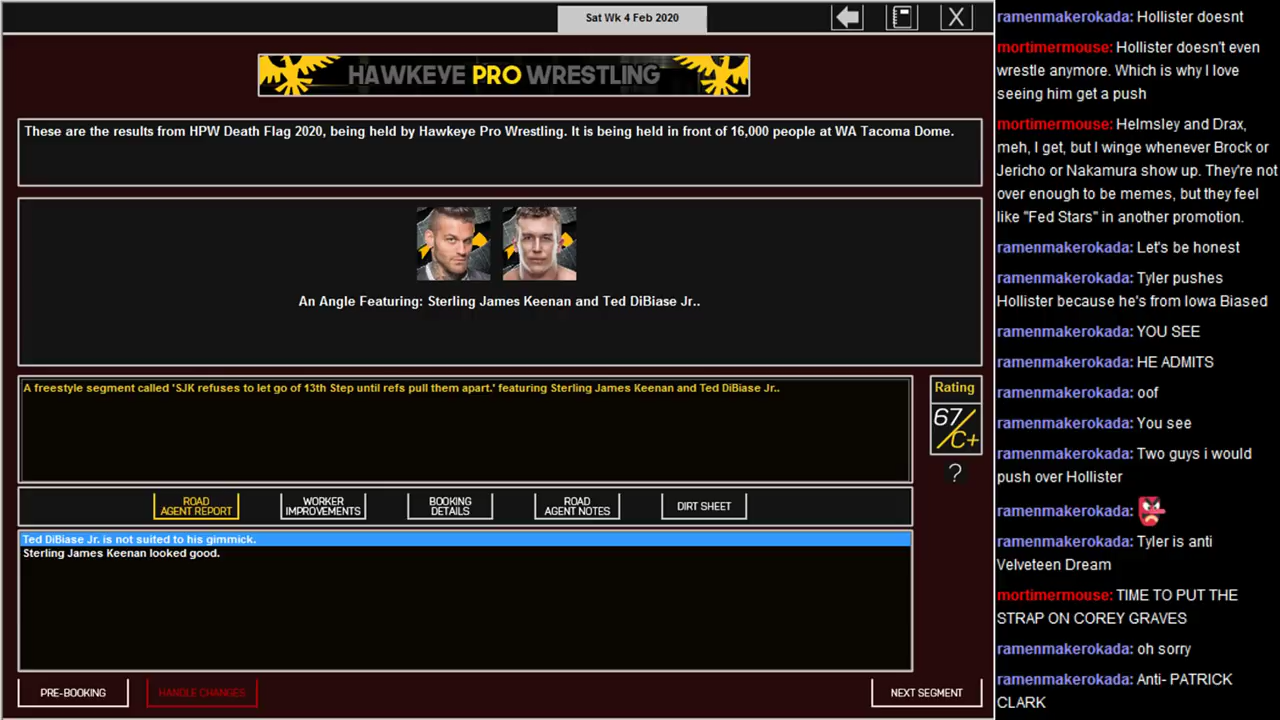 Sat Wk 4 Feb 2020
X
HAWKEYE PRO WRESTLING
These are the results from HPW Death Flag 2020, being held by Hawkeye Pro Wrestling. It is being held in front of 16,000 people at WA Tacoma Dome.
An Angle Featuring: Sterling James Keenan and Ted DiBiase Jr..
A freestyle segment called 'SJK refuses to let go of 13th Step until refs pull them apart.' featuring Sterling James Keenan and Ted DiBiase Jr..
Rating
67/C+
?
ROAD
AGENT REPORT
WORKER
IMPROVEMENTS
BOOKING
DETAILS
ROAD
AGENT NOTES
DIRT SHEET
Ted DiBiase Jr. is not suited to his gimmick.
Sterling James Keenan looked good.
PRE-BOOKING
HANDLE CHANGES
NEXT SEGMENT
ramenmakerokada: Hollister doesnt
mortimermouse: Hollister doesn't even
wrestle anymore. Which is why I love
seeing him get a push
mortimermouse: Helmsley and Drax,
meh, I get, but I winge whenever Brock or
Jericho or Nakamura show up. They're not
over enough to be memes, but they feel
like "Fed Stars" in another promotion.
ramenmakerokada: Let's be honest
ramenmakerokada: Tyler pushes
Hollister because he's from Iowa Biased
ramenmakerokada: YOU SEE
ramenmakerokada: HE ADMITS
ramenmakerokada: oof
ramenmakerokada: You see
ramenmakerokada: Two guys i would
push over Hollister
ramenmakerokada:
ramenmakerokada: Tyler is anti
Velveteen Dream
mortimermouse: TIME TO PUT THE
STRAP ON COREY GRAVES
ramenmakerokada: oh sorry
ramenmakerokada: Anti- PATRICK
CLARK